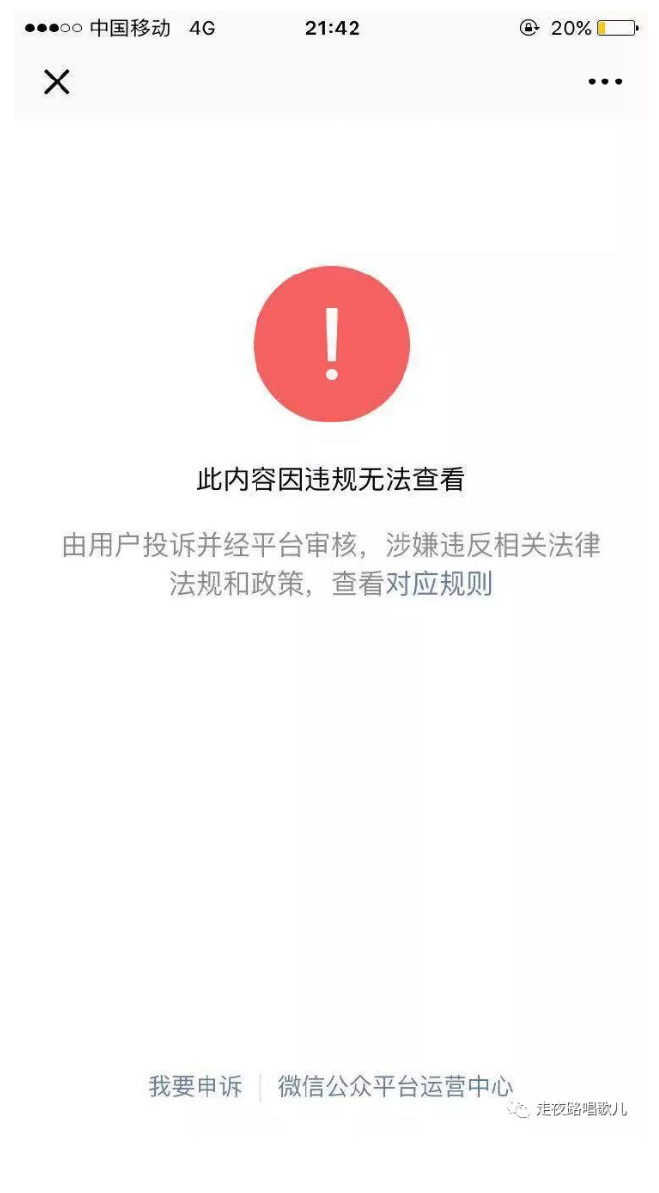 中国移动 4G 21:42 20%
!
此内容因违规无法查看
由用户投诉并经平台审核，涉嫌违反相关法律
法规和政策，查看对应规则
我要申诉 | 微信公众平台运营中心
走夜路唱歌儿